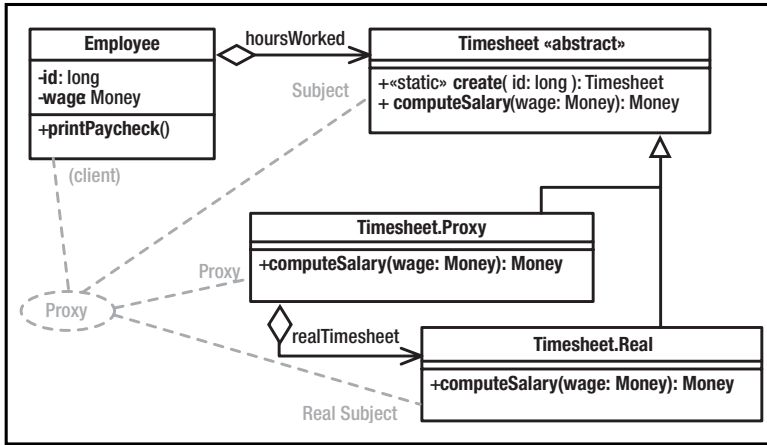 Employee
-id: long
-wage: Money
+printPaycheck()
hoursWorked
Timesheet «abstract»
+«static» create( id: long ): Timesheet
+ computeSalary(wage: Money): Money
Subject
(client)
Timesheet.Proxy
+computeSalary(wage: Money): Money
Proxy
Proxy
realTimesheet
Timesheet.Real
+computeSalary(wage: Money): Money
Real Subject